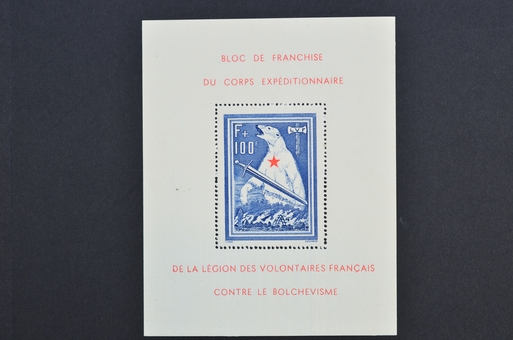 BLOC DE FRANCHISE
DU CORPS EXPÉDITIONNAIRE
F+
100F
LVF
DE LA LÉGION DES VOLONTAIRES FRANÇAIS
CONTRE LE BOLCHEVISME